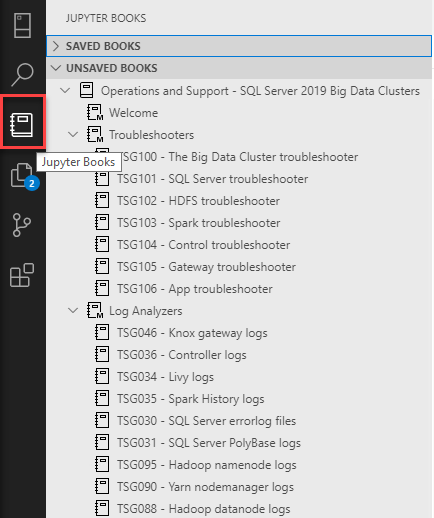 JUPYTER BOOKS
SAVED BOOKS
UNSAVED BOOKS
Operations and Support - SQL Server 2019 Big Data Clusters
M Welcome
M Troubleshooters
Jupyter Books
TSG100 - The Big Data Cluster troubleshooter
2
TSG101 - SQL Server troubleshooter
TSG102 - HDFS troubleshooter
TSG103 - Spark troubleshooter
TSG104 - Control troubleshooter
TSG105 - Gateway troubleshooter
TSG106 - App troubleshooter
M Log Analyzers
TSG046 - Knox gateway logs
TSG036 - Controller logs
TSG034 - Livy logs
TSG035 - Spark History logs
TSG030 - SQL Server errorlog files
TSG031 - SQL Server PolyBase logs
TSG095 - Hadoop namenode logs
TSG090 - Yarn nodemanager logs
TSG088 - Hadoop datanode logs